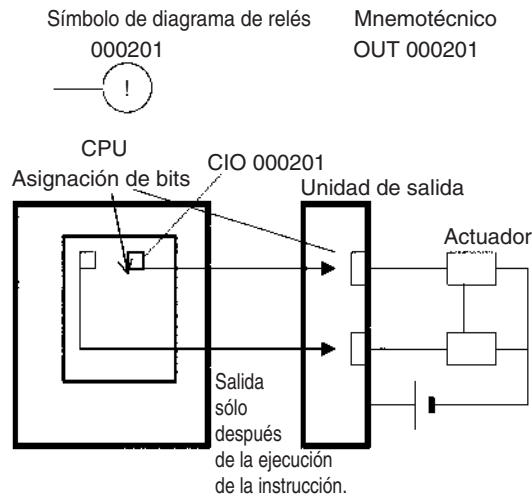 Símbolo de diagrama de relés
Mnemotécnico
000201
OUT 000201
!
CPU
CIO 000201
Asignación de bits
Unidad de salida
Actuador
Salida
sólo
después
de la ejecución
de la instrucción.